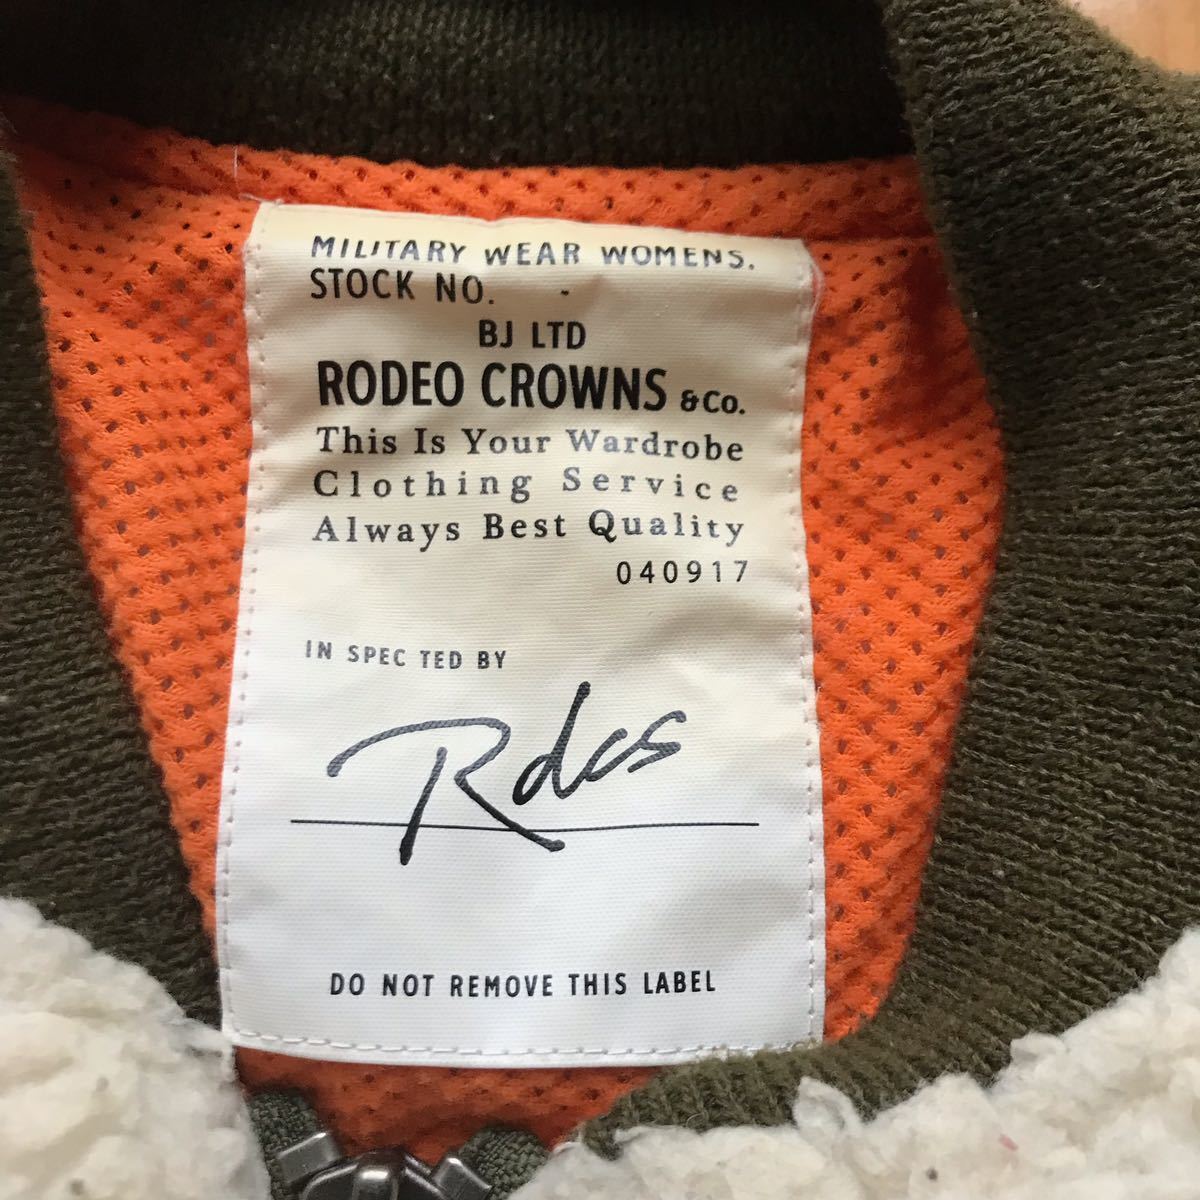 MILITARY WEAR WOMENS.
STOCK NO. -
BJ LTD
RODEO CROWNS & Co.
This Is Your Wardrobe
Clothing Service
Always Best Quality
040917
IN SPEC TED BY
Rdcs
DO NOT REMOVE THIS LABEL